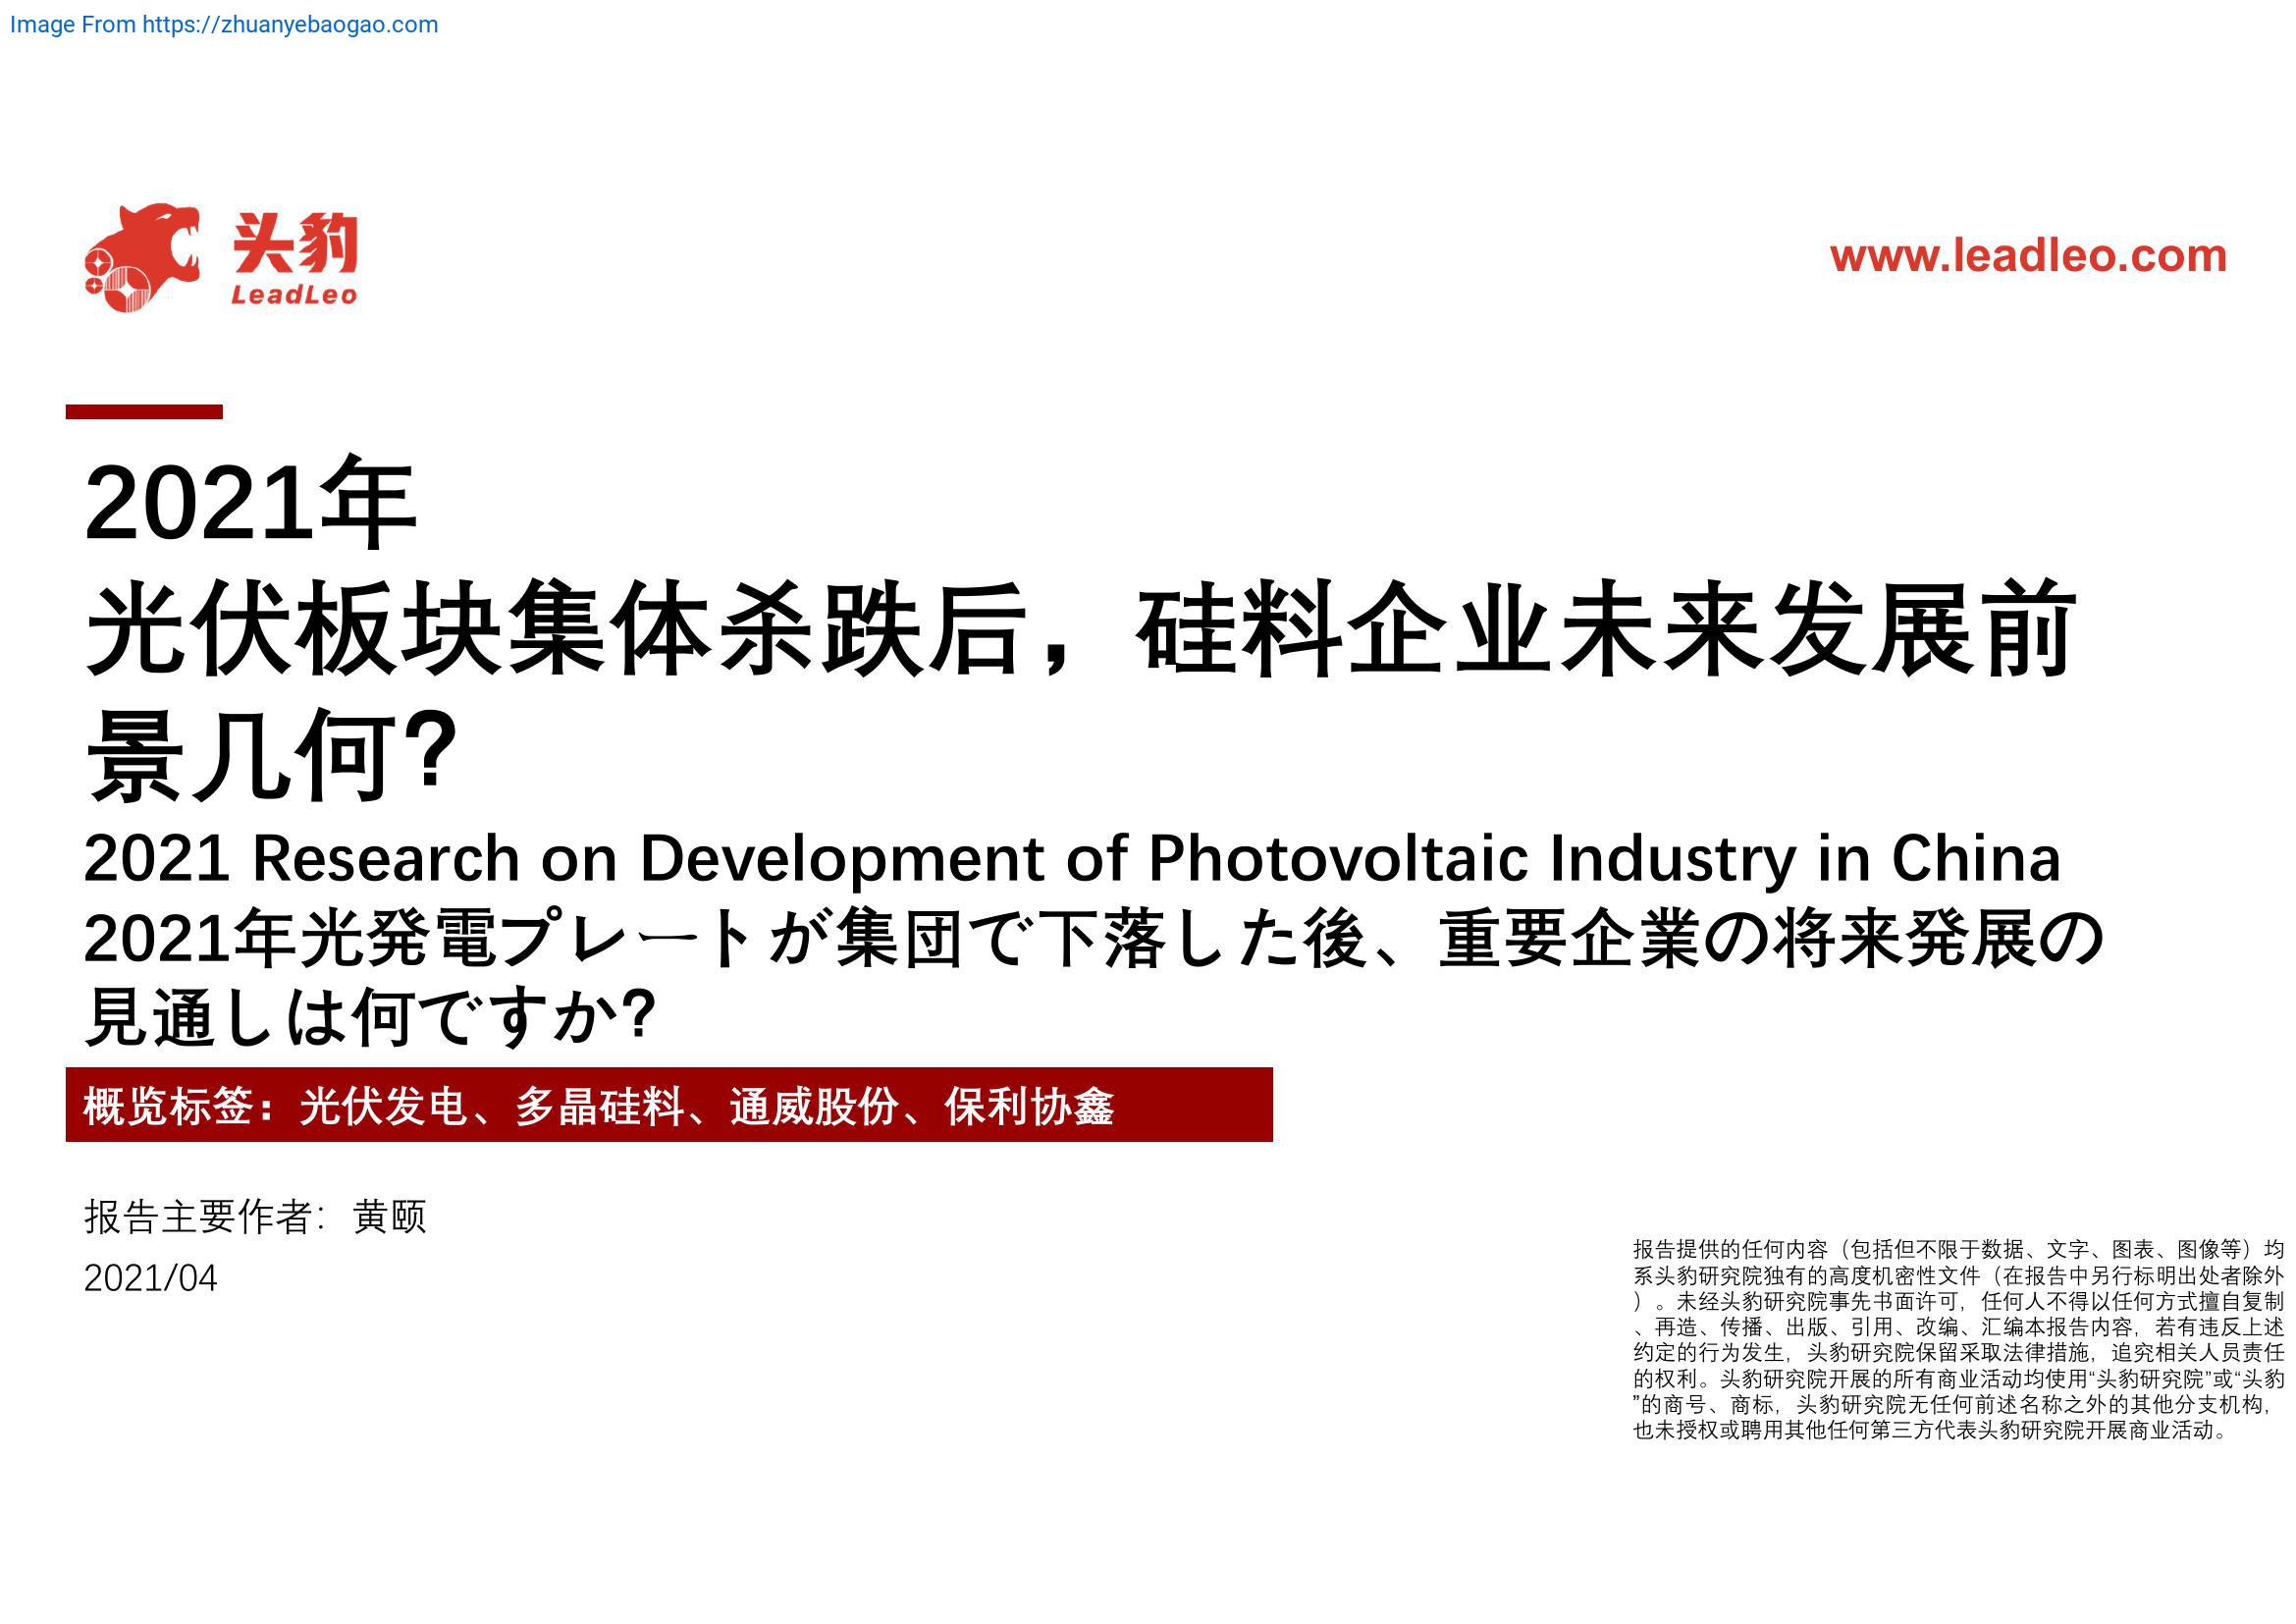 Image From https://zhuanyebaogao.com
头豹
LeadLeo
www.leadleo.com
2021年
光伏板块集体杀跌后，硅料企业未来发展前
景几何?
2021 Research on Development of Photovoltaic Industry in China
2021年光発電プレートが集団で下落した後、重要企業の将来発展の
見通しは何ですか?
概览标签：光伏发电、多晶硅料、通威股份、保利协鑫
报告主要作者：黄颐
2021/04
报告提供的任何内容（包括但不限于数据、文字、图表、图像等）均
系头豹研究院独有的高度机密性文件（在报告中另行标明出处者除外
）。未经头豹研究院事先书面许可，任何人不得以任何方式擅自复制
、再造、传播、出版、引用、改编、汇编本报告内容，若有违反上述
约定的行为发生，头豹研究院保留采取法律措施，追究相关人员责任
的权利。头豹研究院开展的所有商业活动均使用“头豹研究院”或“头豹
”的商号、商标，头豹研究院无任何前述名称之外的其他分支机构，
也未授权或聘用其他任何第三方代表头豹研究院开展商业活动。